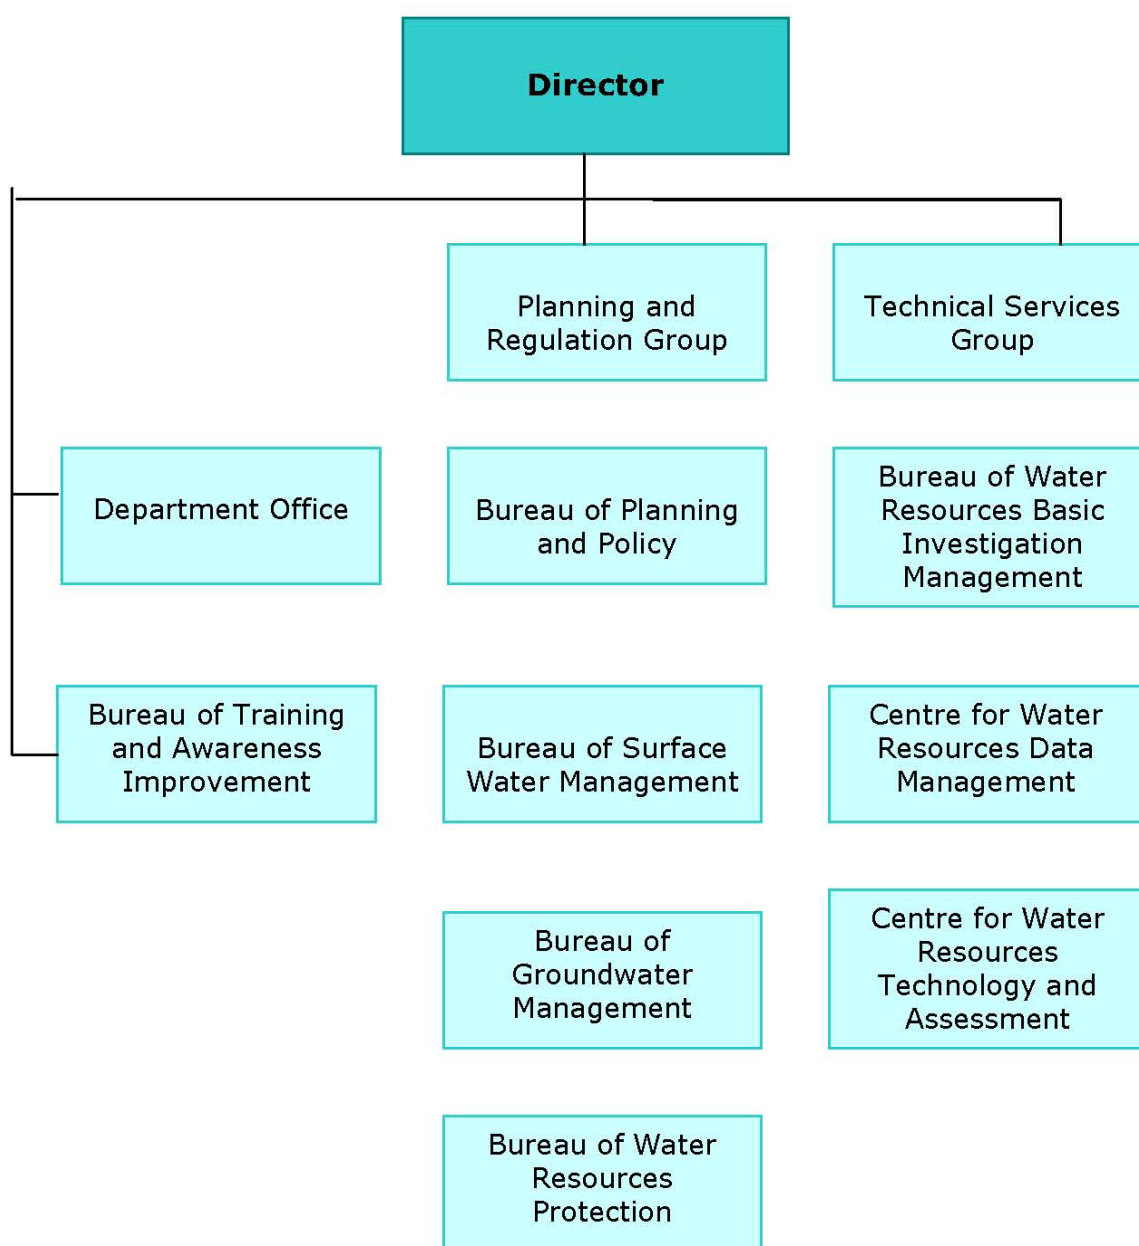 Director
Planning and
Regulation Group
Technical Services
Group
Department Office
Bureau of Planning
and Policy
Bureau of Water
Resources Basic
Investigation
Management
Bureau of Training
and Awareness
Improvement
Bureau of Surface
Water Management
Centre for Water
Resources Data
Management
Bureau of
Groundwater
Management
Centre for Water
Resources
Technology and
Assessment
Bureau of Water
Resources
Protection